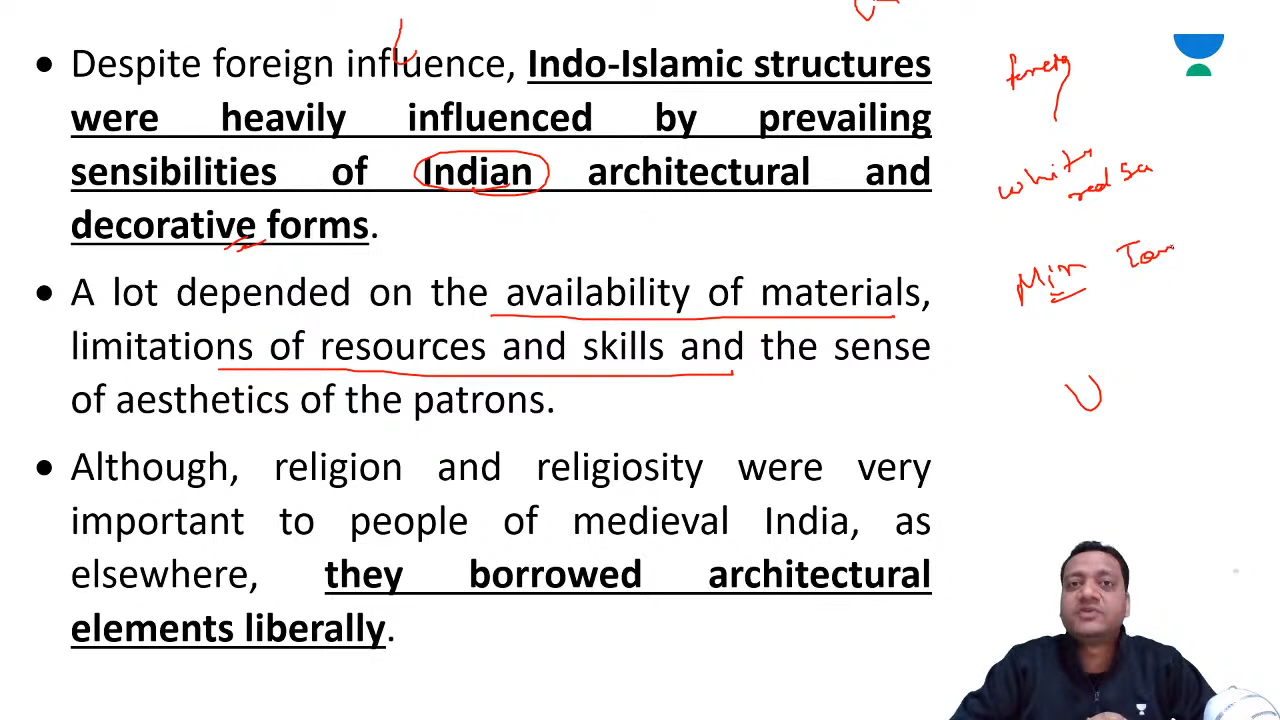 • Despite foreign influence, Indo-Islamic structures
were heavily influenced by prevailing
sensibilities of Indian architectural and
decorative forms.
• A lot depended on the availability of materials,
limitations of resources and skills and the sense
of aesthetics of the patrons.
• Although, religion and religiosity were very
important to people of medieval India, as
elsewhere, they borrowed architectural
elements liberally.
red sa
Min
U